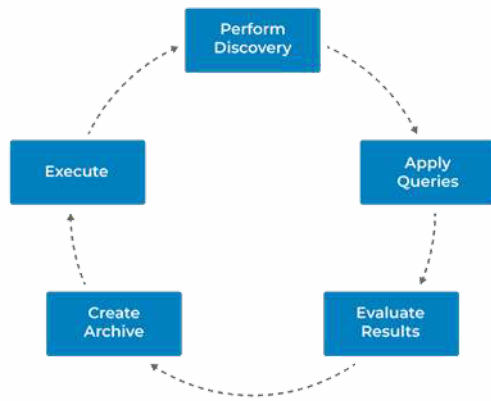 Perform
Discovery
Apply
Queries
Evaluate
Results
Create
Archive
Execute